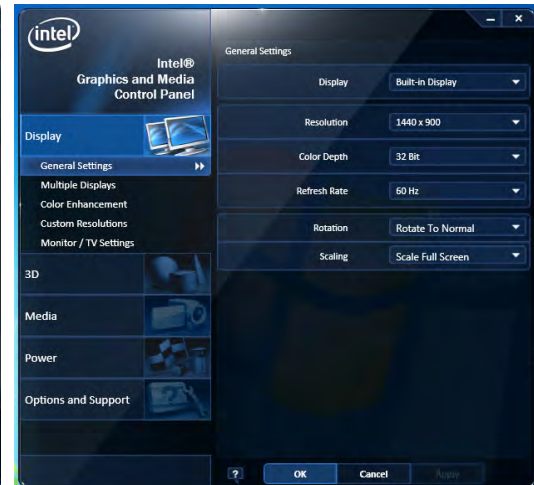 intel
Intel®
Graphics and Media
Control Panel
Display
General Settings
Multiple Displays
Color Enhancement
Custom Resolutions
Monitor / TV Settings
3D
Media
Power
Options and Support
General Settings
Display Built-in Display
Resolution 1440 x 900
Color Depth 32 Bit
Refresh Rate 60 Hz
Rotation Rotate To Normal
Scaling Scale Full Screen
? OK Cancel Apply